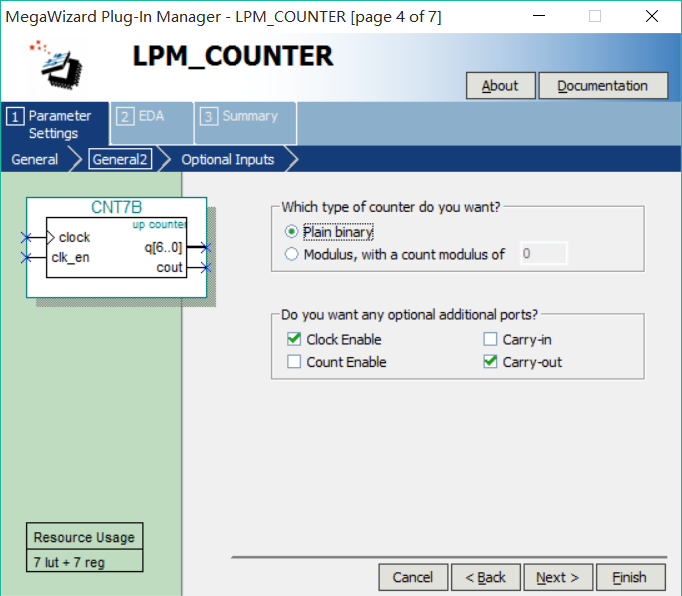 MegaWizard Plug-In Manager - LPM_COUNTER [page 4 of 7]
LPM_COUNTER
About
Documentation
1 Parameter Settings
2 EDA
3 Summary
General
General2
Optional Inputs
CNT7B
up counter
clock
clk_en
q[6..0]
cout
Which type of counter do you want?
Plain binary
Modulus, with a count modulus of 0
Do you want any optional additional ports?
Clock Enable
Carry-in
Count Enable
Carry-out
Resource Usage
7 lut + 7 reg
Cancel
< Back
Next >
Finish